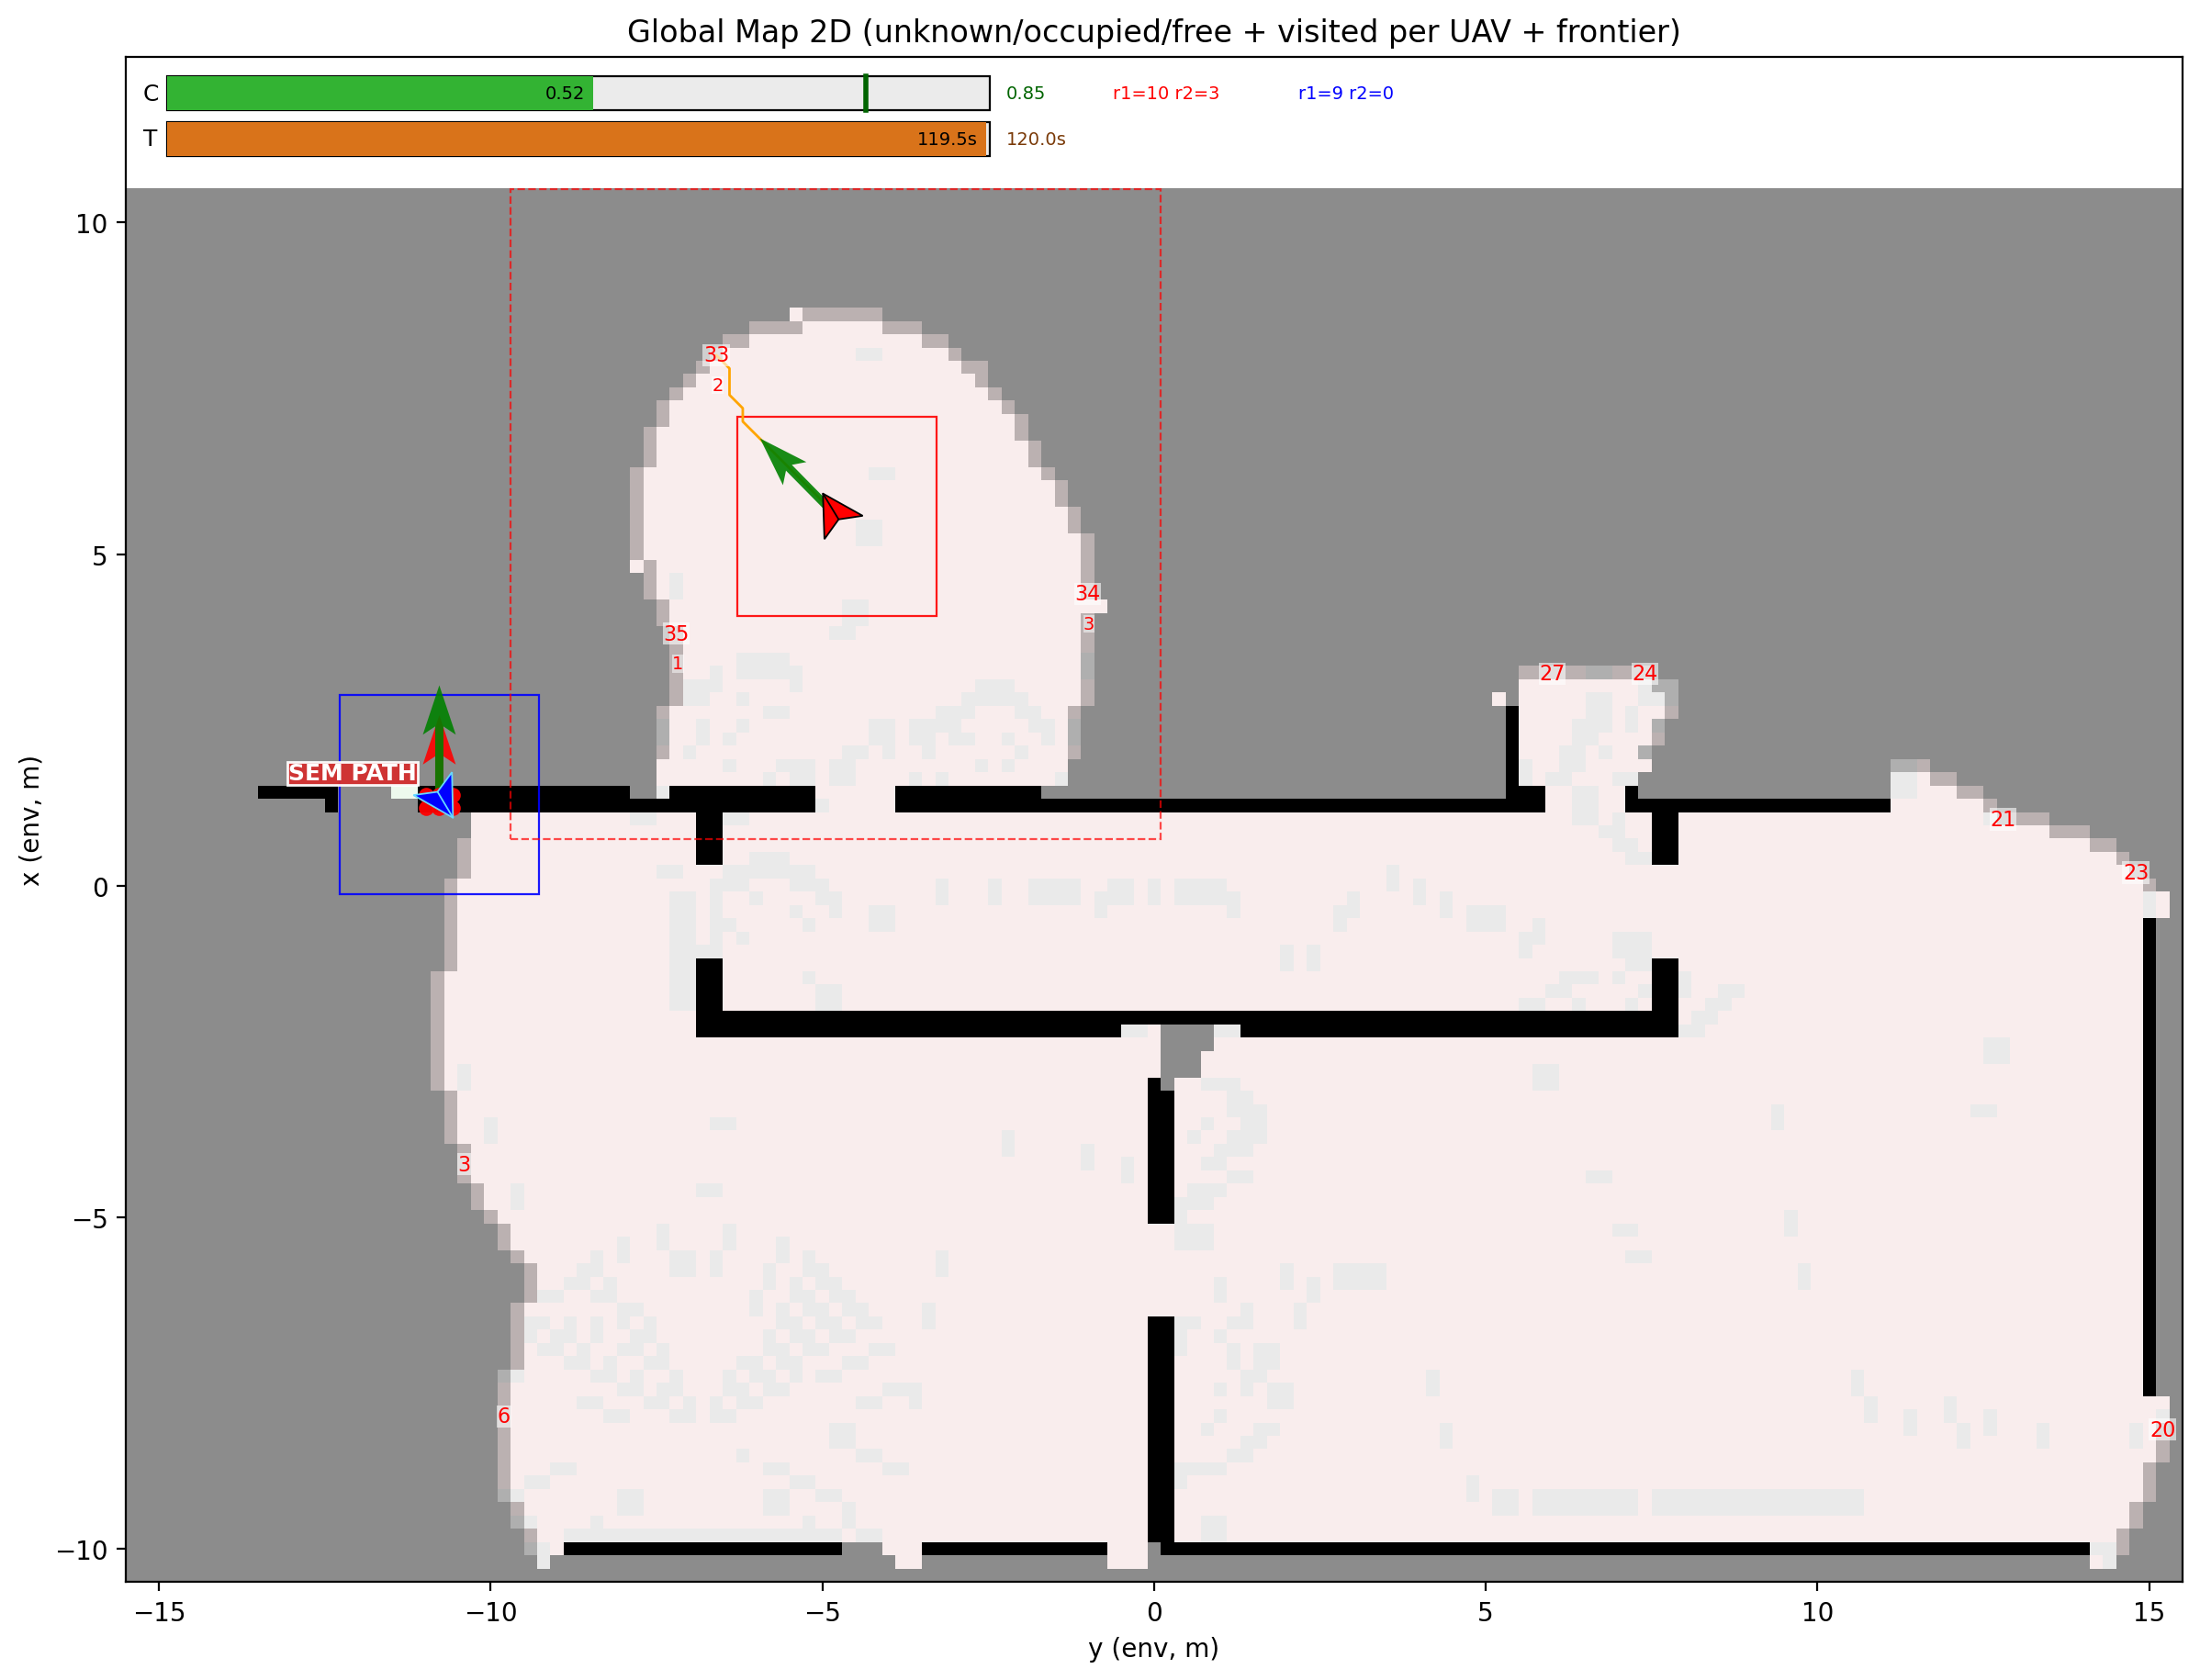 Global Map 2D (unknown/occupied/free + visited per UAV + frontier)
C 0.52 0.85 r1=10 r2=3 r1=9 r2=0
T 119.5s 120.0s
10
33
2
5
34
3
35
1
27 24
SEM PATH
21
23
0
x (env, m)
3
−5
6
20
−10
−15 −10 −5 0 5 10 15
y (env, m)